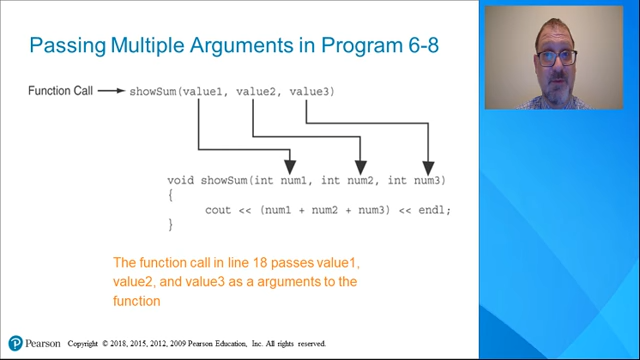 Passing Multiple Arguments in Program 6-8
Function Call
showSum(value1, value2, value3)
void showSum(int num1, int num2, int num3)
{
cout << (num1 + num2 + num3) << endl;
}
The function call in line 18 passes value1,
value2, and value3 as a arguments to the
function
Pearson
Copyright © 2018, 2015, 2012, 2009 Pearson Education, Inc. All rights reserved.